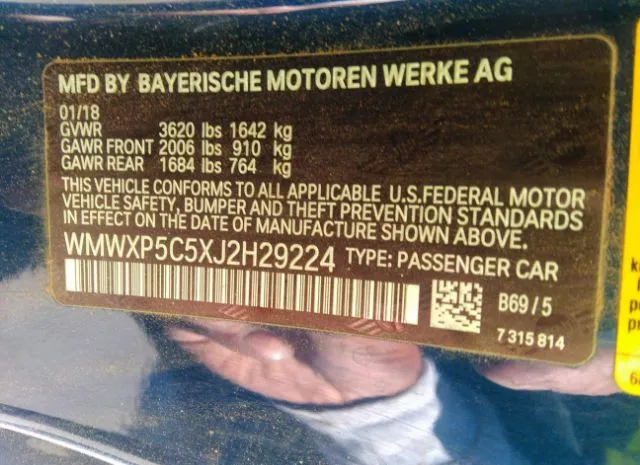 MFD BY BAYERISCHE MOTOREN WERKE AG
01/18
GVWR 3620 lbs 1642 kg
GAWR FRONT 2006 lbs 910 kg
GAWR REAR 1684 lbs 764 kg
THIS VEHICLE CONFORMS TO ALL APPLICABLE U.S.FEDERAL MOTOR
VEHICLE SAFETY, BUMPER AND THEFT PREVENTION STANDARDS
IN EFFECT ON THE DATE OF MANUFACTURE SHOWN ABOVE.
WMWXP5C5XJ2H29224 TYPE: PASSENGER CAR
B69/5
7 315 814